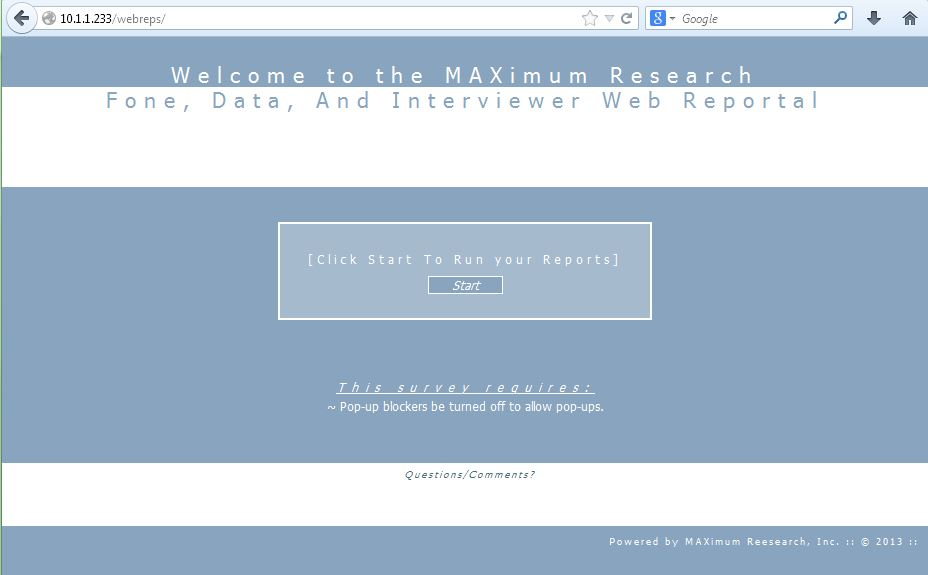 10.1.1.233/webreps/
Google
Welcome to the MAXimum Research
Fone, Data, And Interviewer Web Reportal
[Click Start To Run your Reports]
Start
This survey requires:
~ Pop-up blockers be turned off to allow pop-ups.
Questions/Comments?
Powered by MAXimum Reesearch, Inc. :: © 2013 ::